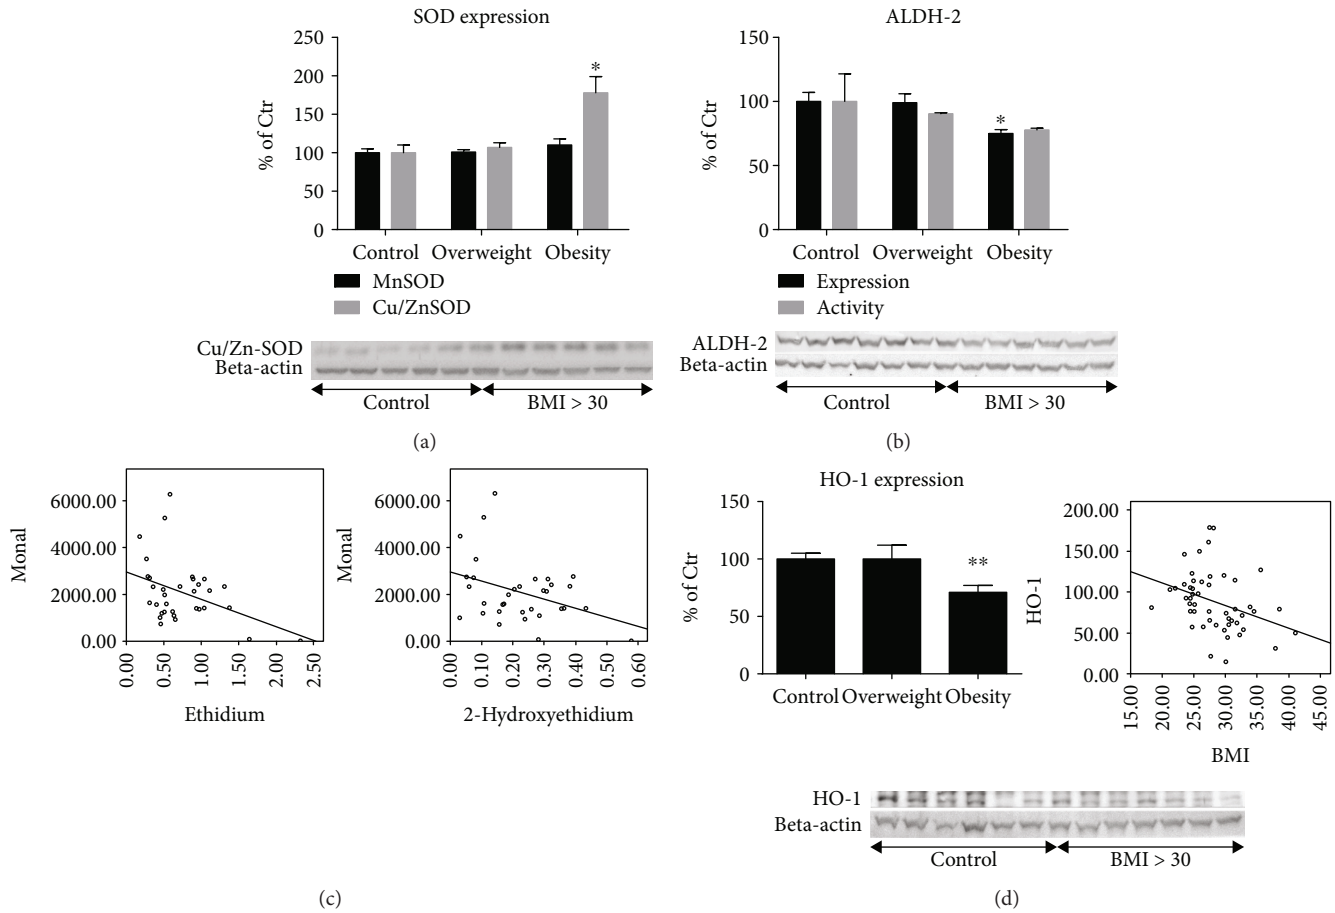 SOD expression
250
200
150
100
50
0
% of Ctr
*
Control Overweight Obesity
MnSOD
Cu/ZnSOD
Cu/Zn-SOD
Beta-actin
Control BMI > 30
(a)
ALDH-2
150
100
50
0
% of Ctr
*
Control Overweight Obesity
Expression
Activity
ALDH-2
Beta-actin
Control BMI > 30
(b)
6000.00
4000.00
2000.00
0.00
Monal
0.00 0.50 1.00 1.50 2.00 2.50
Ethidium
6000.00
4000.00
2000.00
0.00
Monal
0.00 0.10 0.20 0.30 0.40 0.50 0.60
2-Hydroxyethidium
(c)
HO-1 expression
150
100
50
0
% of Ctr
**
Control Overweight Obesity
200.00
150.00
100.00
50.00
0.00
HO-1
15.00 20.00 25.00 30.00 35.00 40.00 45.00
BMI
HO-1
Beta-actin
Control BMI > 30
(d)